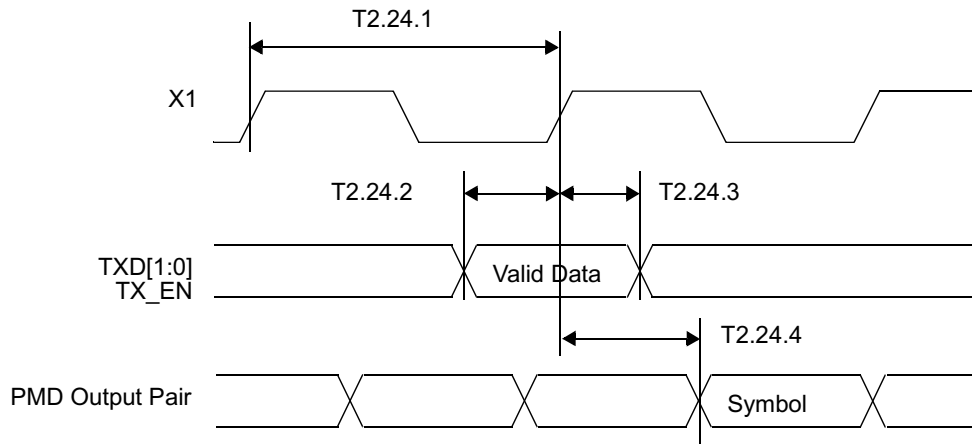 T2.24.1
X1
T2.24.2
T2.24.3
TXD[1:0]
TX_EN
Valid Data
T2.24.4
PMD Output Pair
Symbol